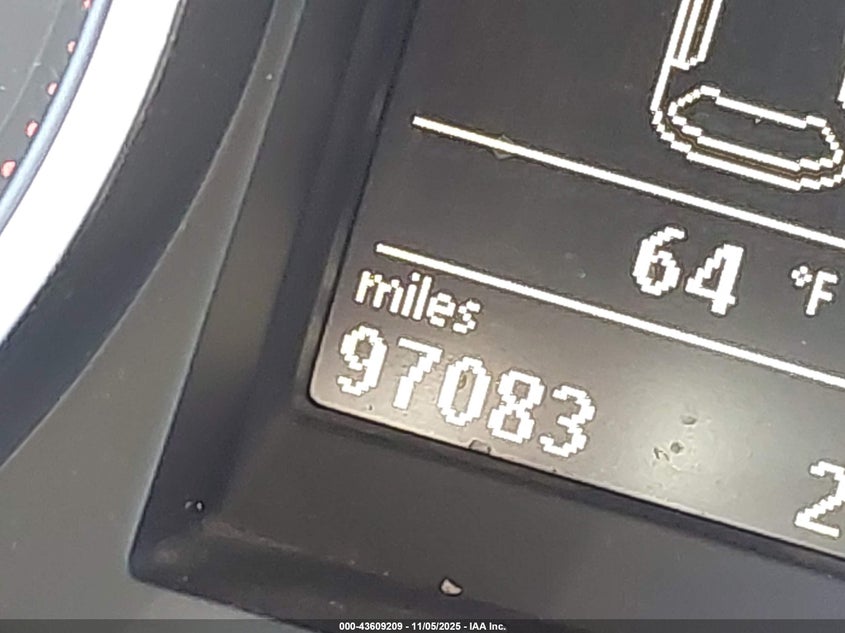 64 °F
miles
97083
2
000-43609209 - 11/05/2025 - IAA Inc.